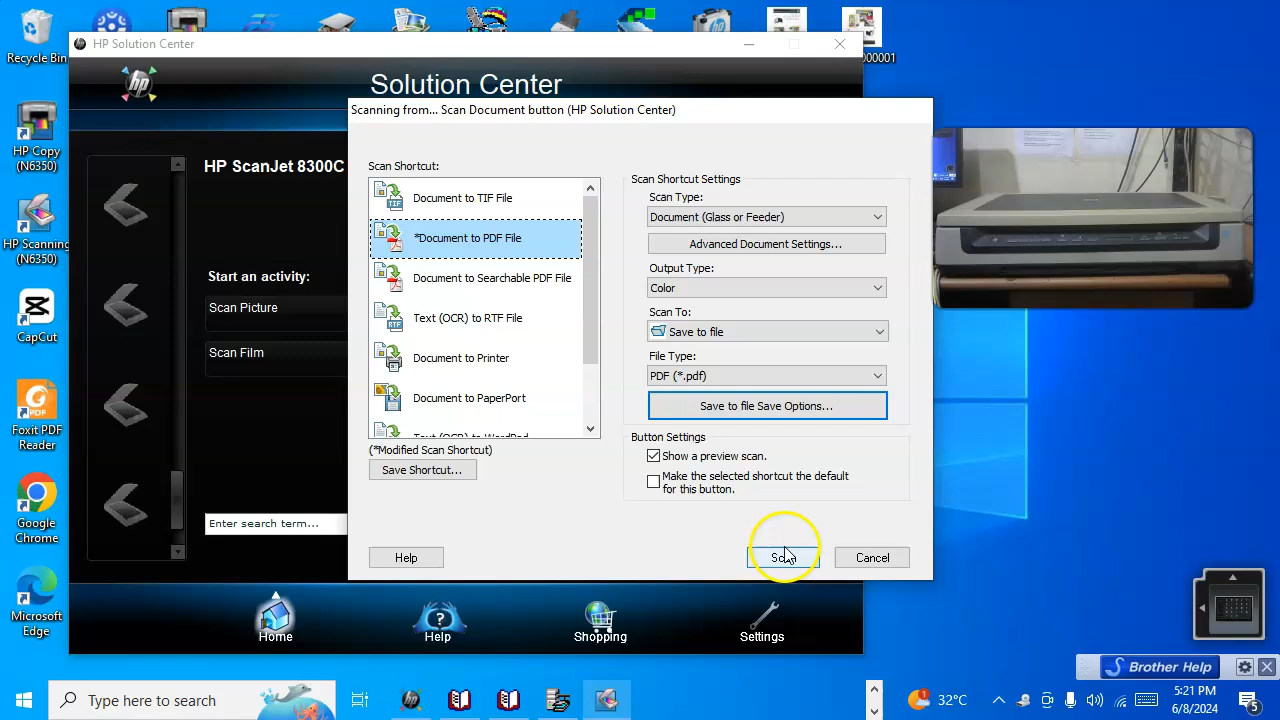 Recycle Bin
HP Copy
(N6350)
HP Scanning
(N6350)
CapCut
Foxit PDF
Reader
Google
Chrome
Microsoft
Edge
HP Solution Center
hp
Solution Center
HP ScanJet 8300C
Start an activity:
Scan Picture
Scan Film
Enter search term...
Home
Help
Shopping
Settings
Scanning from... Scan Document button (HP Solution Center)
Scan Shortcut:
Document to TIF File
*Document to PDF File
Document to Searchable PDF File
Text (OCR) to RTF File
Document to Printer
Document to PaperPort
Text (OCR) to WordPad
(*Modified Scan Shortcut)
Save Shortcut...
Scan Shortcut Settings
Scan Type:
Document (Glass or Feeder)
Advanced Document Settings...
Output Type:
Color
Scan To:
Save to file
File Type:
PDF (*.pdf)
Save to file Save Options...
Button Settings
Show a preview scan.
Make the selected shortcut the default
for this button.
Help
Scan
Cancel
000001
Brother Help
Type here to search
32°C
5:21 PM
6/8/2024
5